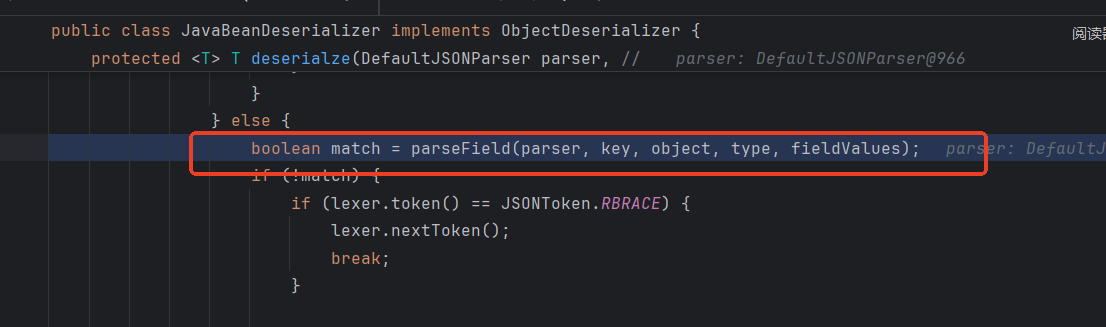 public class JavaBeanDeserializer implements ObjectDeserializer {
阅读
protected <T> T deserialze(DefaultJSONParser parser, // parser: DefaultJSONParser@966
}
} else {
boolean match = parseField(parser, key, object, type, fieldValues); parser: DefaultJ
if (!match) {
if (lexer.token() == JSONToken.RBRACE) {
lexer.nextToken();
break;
}